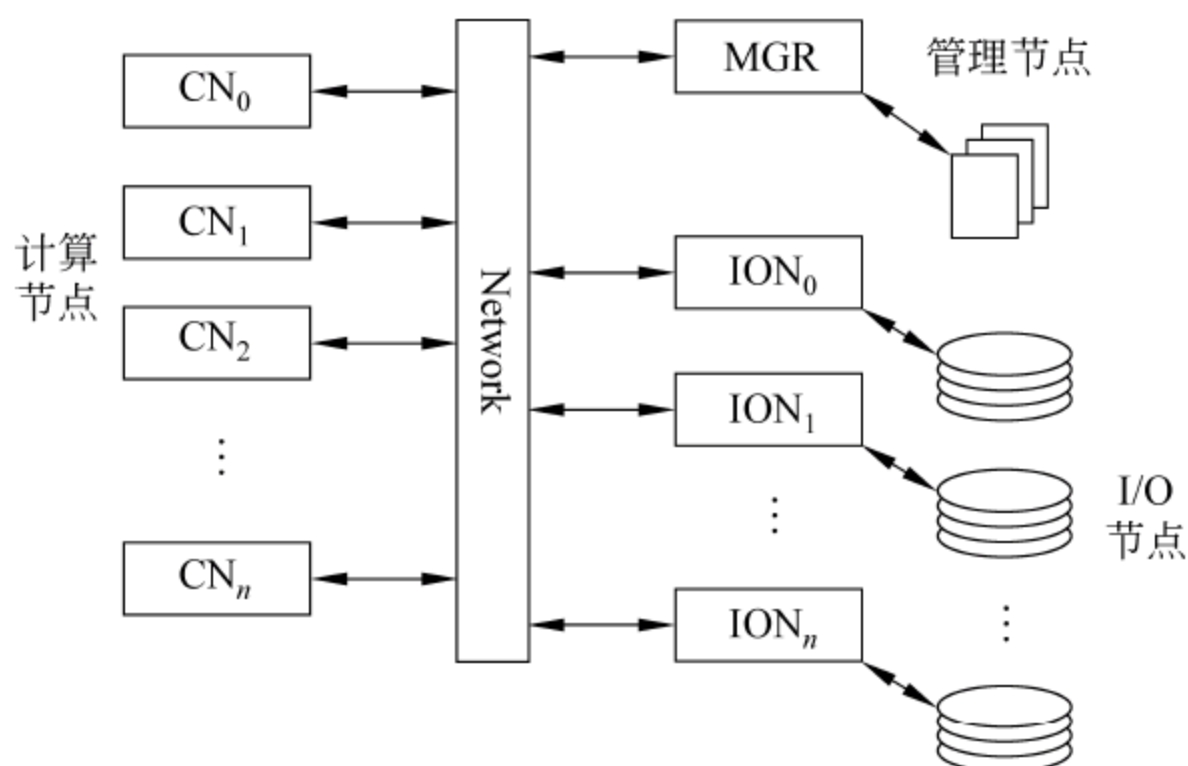 计算
节点
CN0
CN1
CN2
⋮
CNn
Network
MGR
管理节点
ION0
ION1
⋮
IONn
I/O
节点
⋮